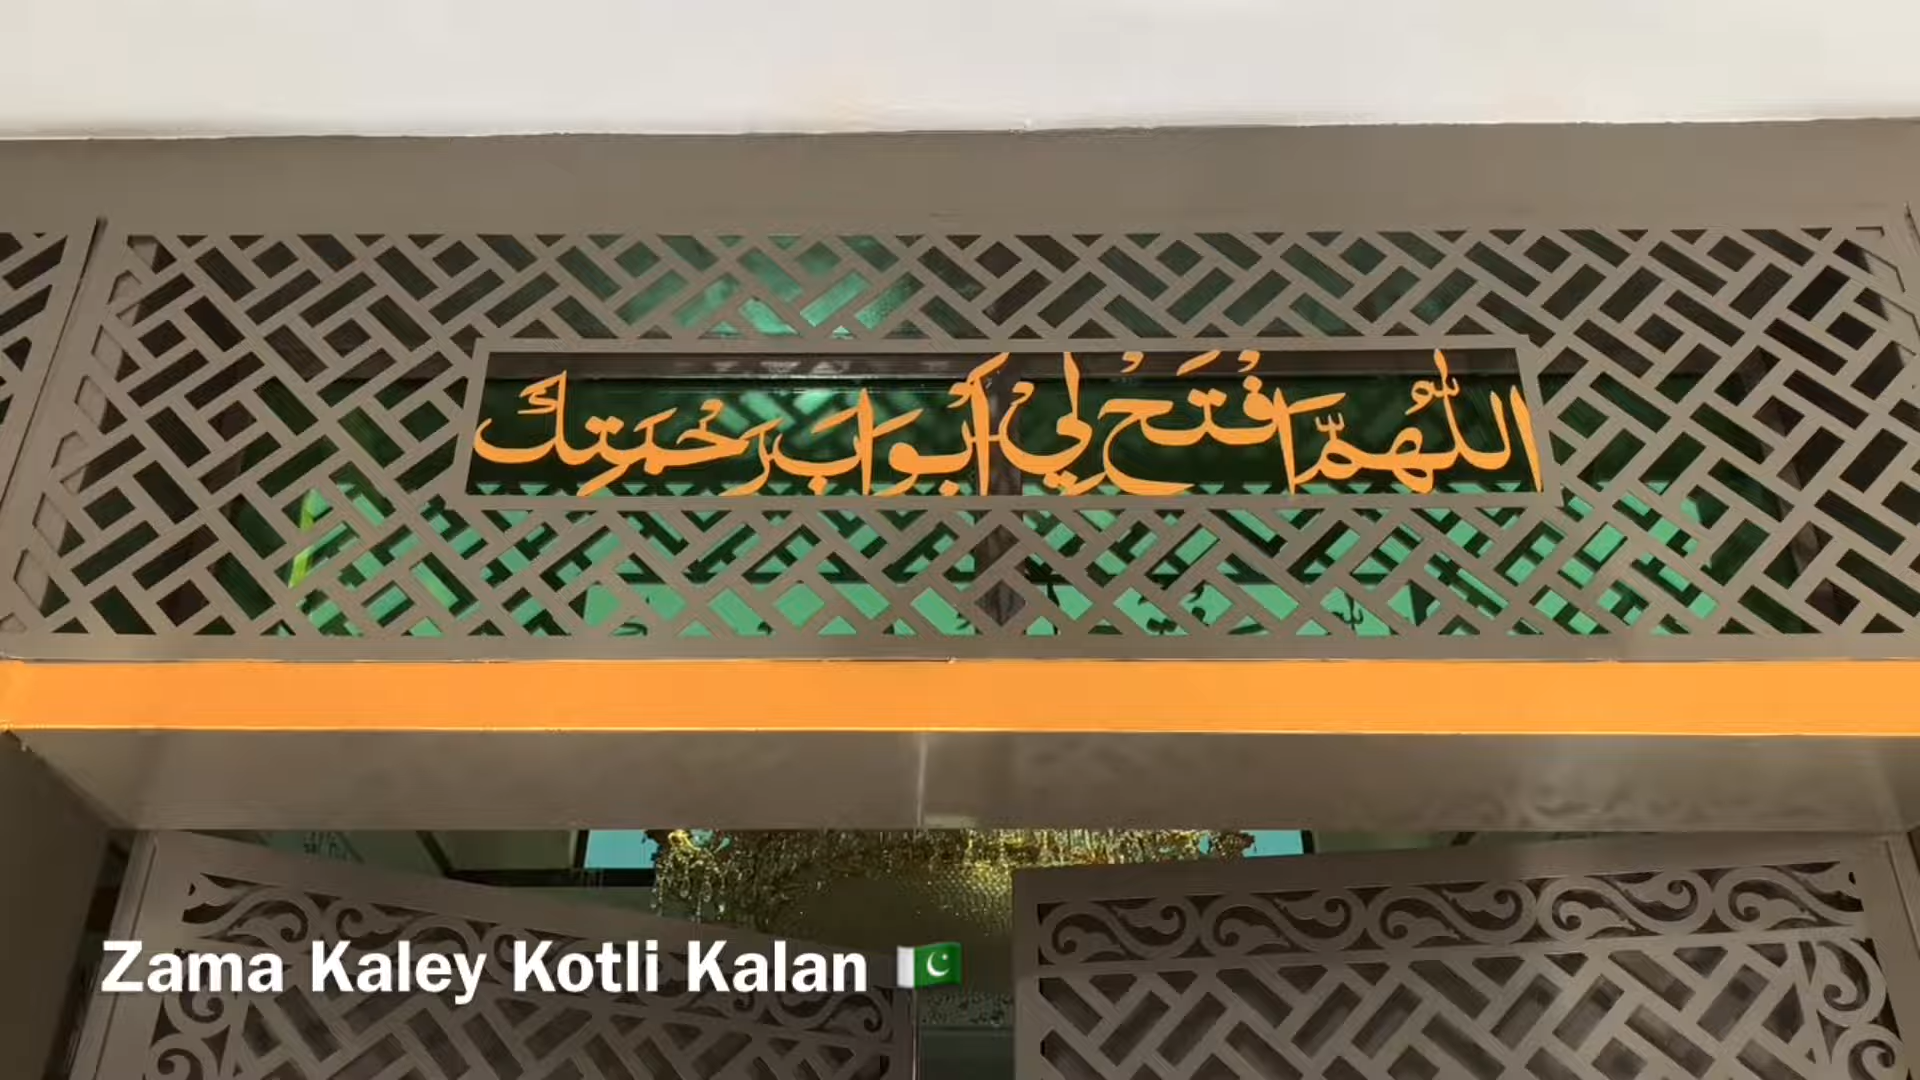 اللّٰهُمَّ افْتَحْ لِي أَبْوَابَ رَحْمَتِكَ
Zama Kaley Kotli Kalan 🇵🇰